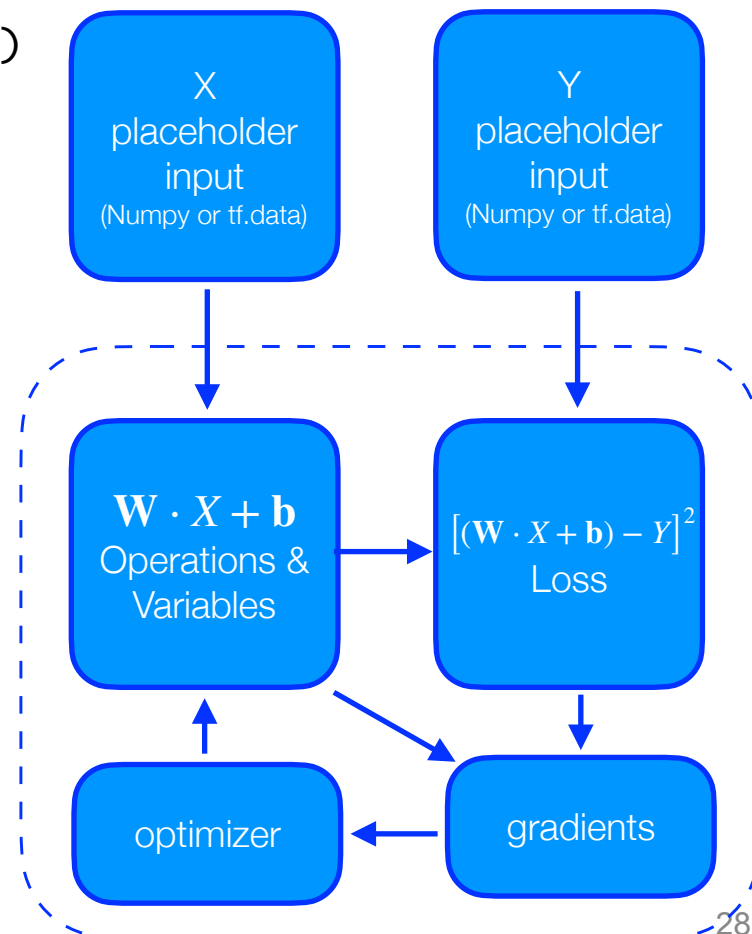 )
X
placeholder
input
(Numpy or tf.data)
Y
placeholder
input
(Numpy or tf.data)
W · X + b
Operations &
Variables
[(W · X + b) − Y]²
Loss
optimizer
gradients
28